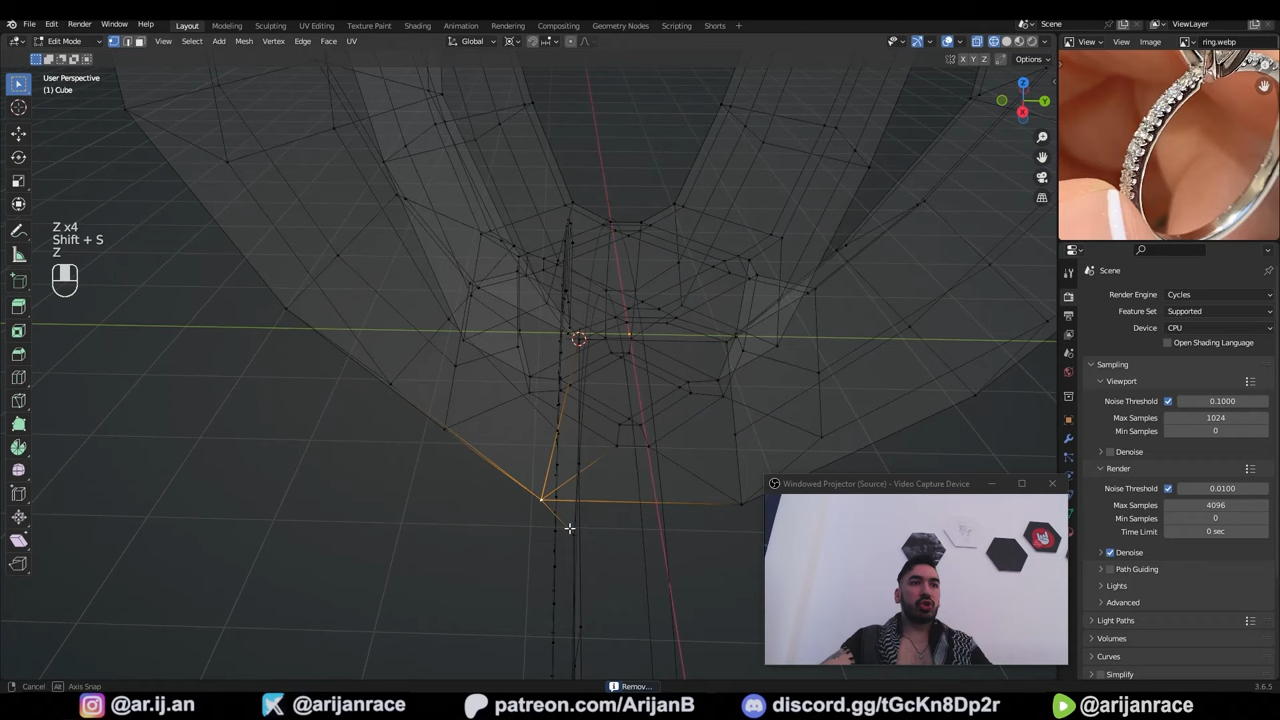 File Edit Render Window Help Layout Modeling Sculpting UV Editing Texture Paint Shading Animation Rendering Compositing Geometry Nodes Scripting Shorts + Scene ViewLayer
Edit Mode View Select Add Mesh Vertex Edge Face UV Global View View Image ring.webp
X Y Z Options
User Perspective
(1) Cube
Z
Y
X
Z x4
Shift + S
Z
Scene
Render Engine Cycles
Feature Set Supported
Device CPU
Open Shading Language
Sampling
Viewport
Noise Threshold 0.1000
Max Samples 1024
Min Samples 0
Denoise
Render
Noise Threshold 0.0100
Max Samples 4096
Min Samples 0
Time Limit 0 sec
Denoise
Path Guiding
Lights
Advanced
Light Paths
Volumes
Curves
Simplify
Windowed Projector (Source) - Video Capture Device
Cancel Alt Axis Snap Remov... 3.6.5
@ar.ij.an @arijanrace patreon.com/ArijanB discord.gg/tGcKn8Dp2r @arijanrace